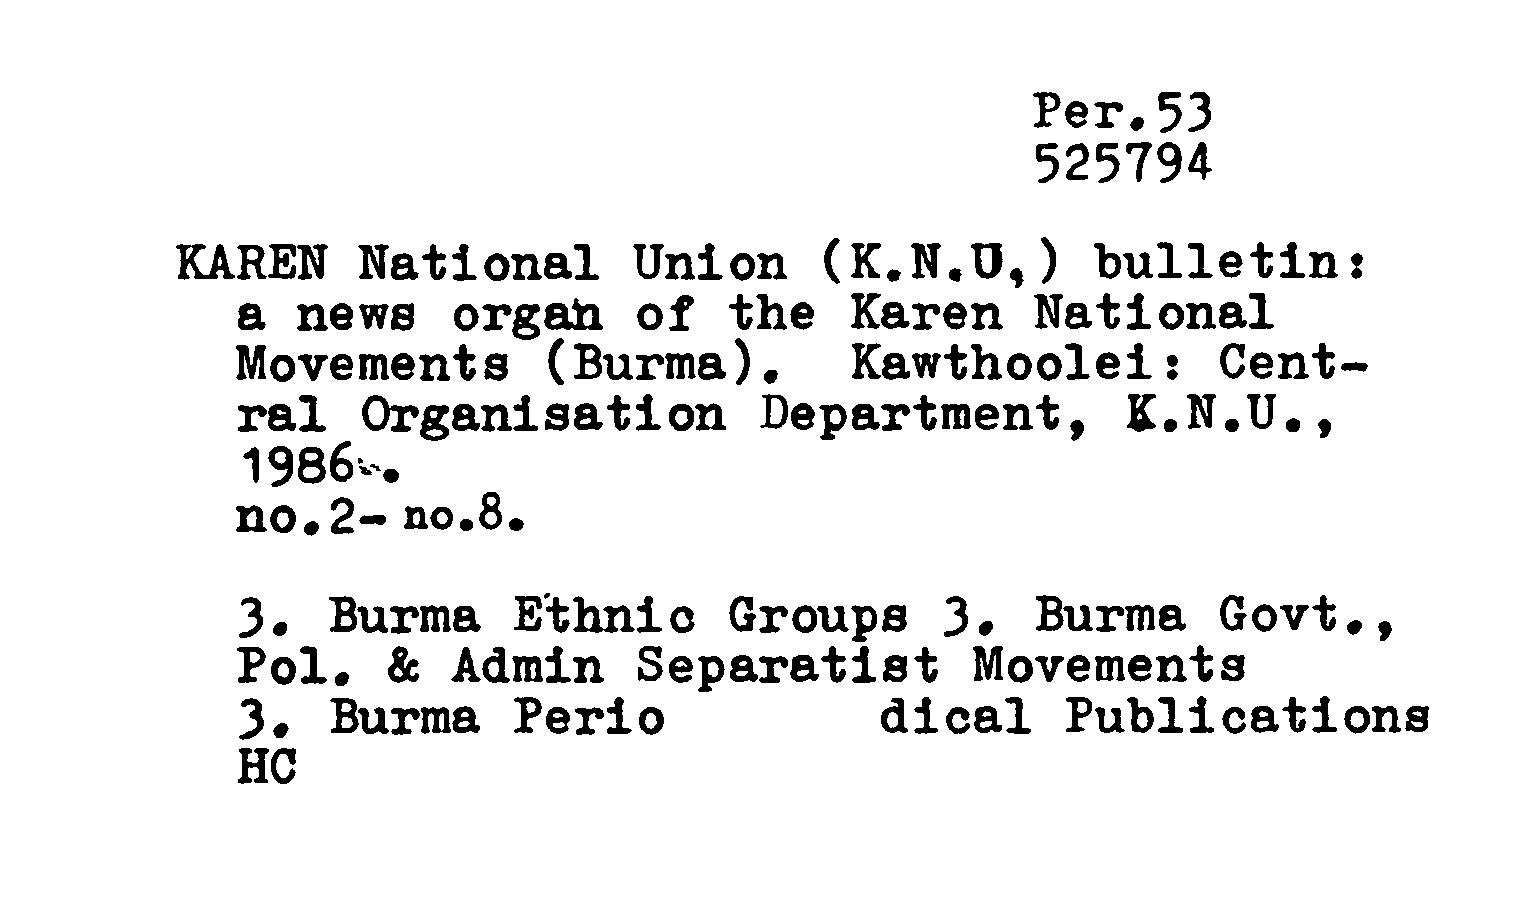 Per.53
525794
KAREN National Union (K.N.U,) bulletin:
a news organ of the Karen National
Movements (Burma). Kawthoolei: Cent-
ral Organisation Department, K.N.U.,
1986-.
no.2- no.8.
3. Burma Ethnic Groups 3. Burma Govt.,
Pol. & Admin Separatist Movements
3. Burma Perio dical Publications
HC